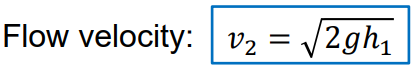 Flow velocity: v₂ = √2gh₁